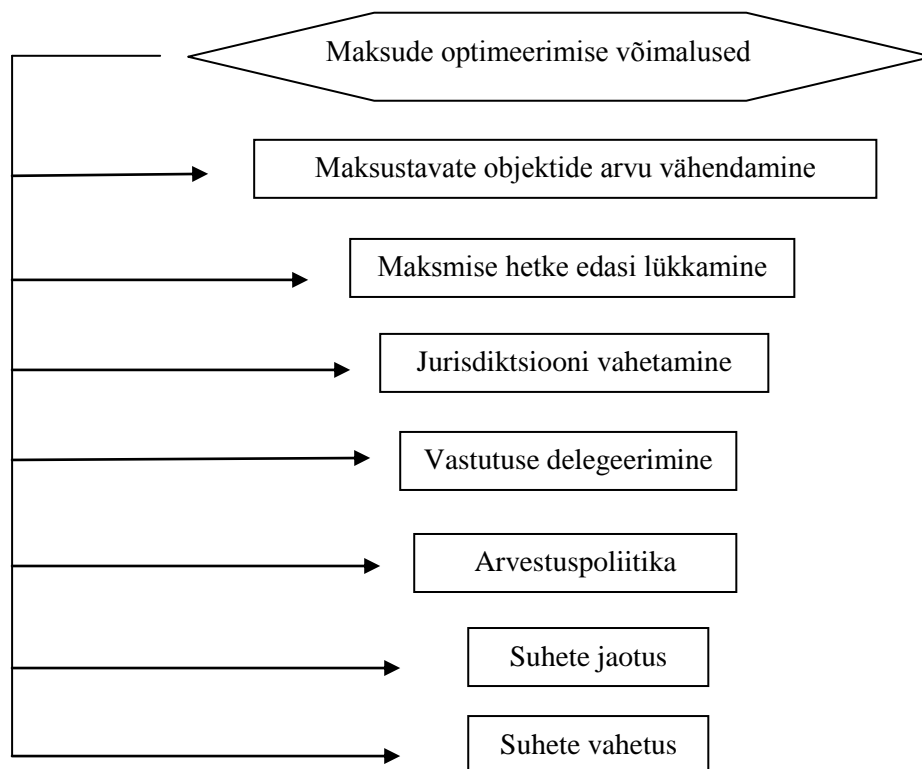 Maksude optimeerimise võimalused
Maksustavate objektide arvu vähendamine
Maksmise hetke edasi lükkamine
Jurisdiktsiooni vahetamine
Vastutuse delegeerimine
Arvestuspoliitika
Suhete jaotus
Suhete vahetus